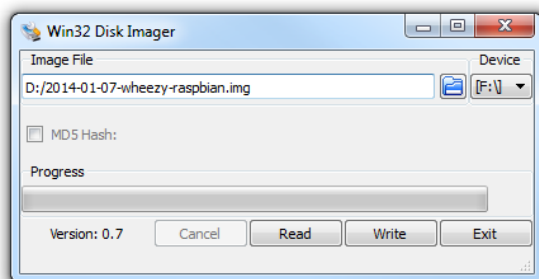 Win32 Disk Imager
Image File
Device
D:/2014-01-07-wheezy-raspbian.img
[F:\]
MD5 Hash:
Progress
Version: 0.7
Cancel
Read
Write
Exit